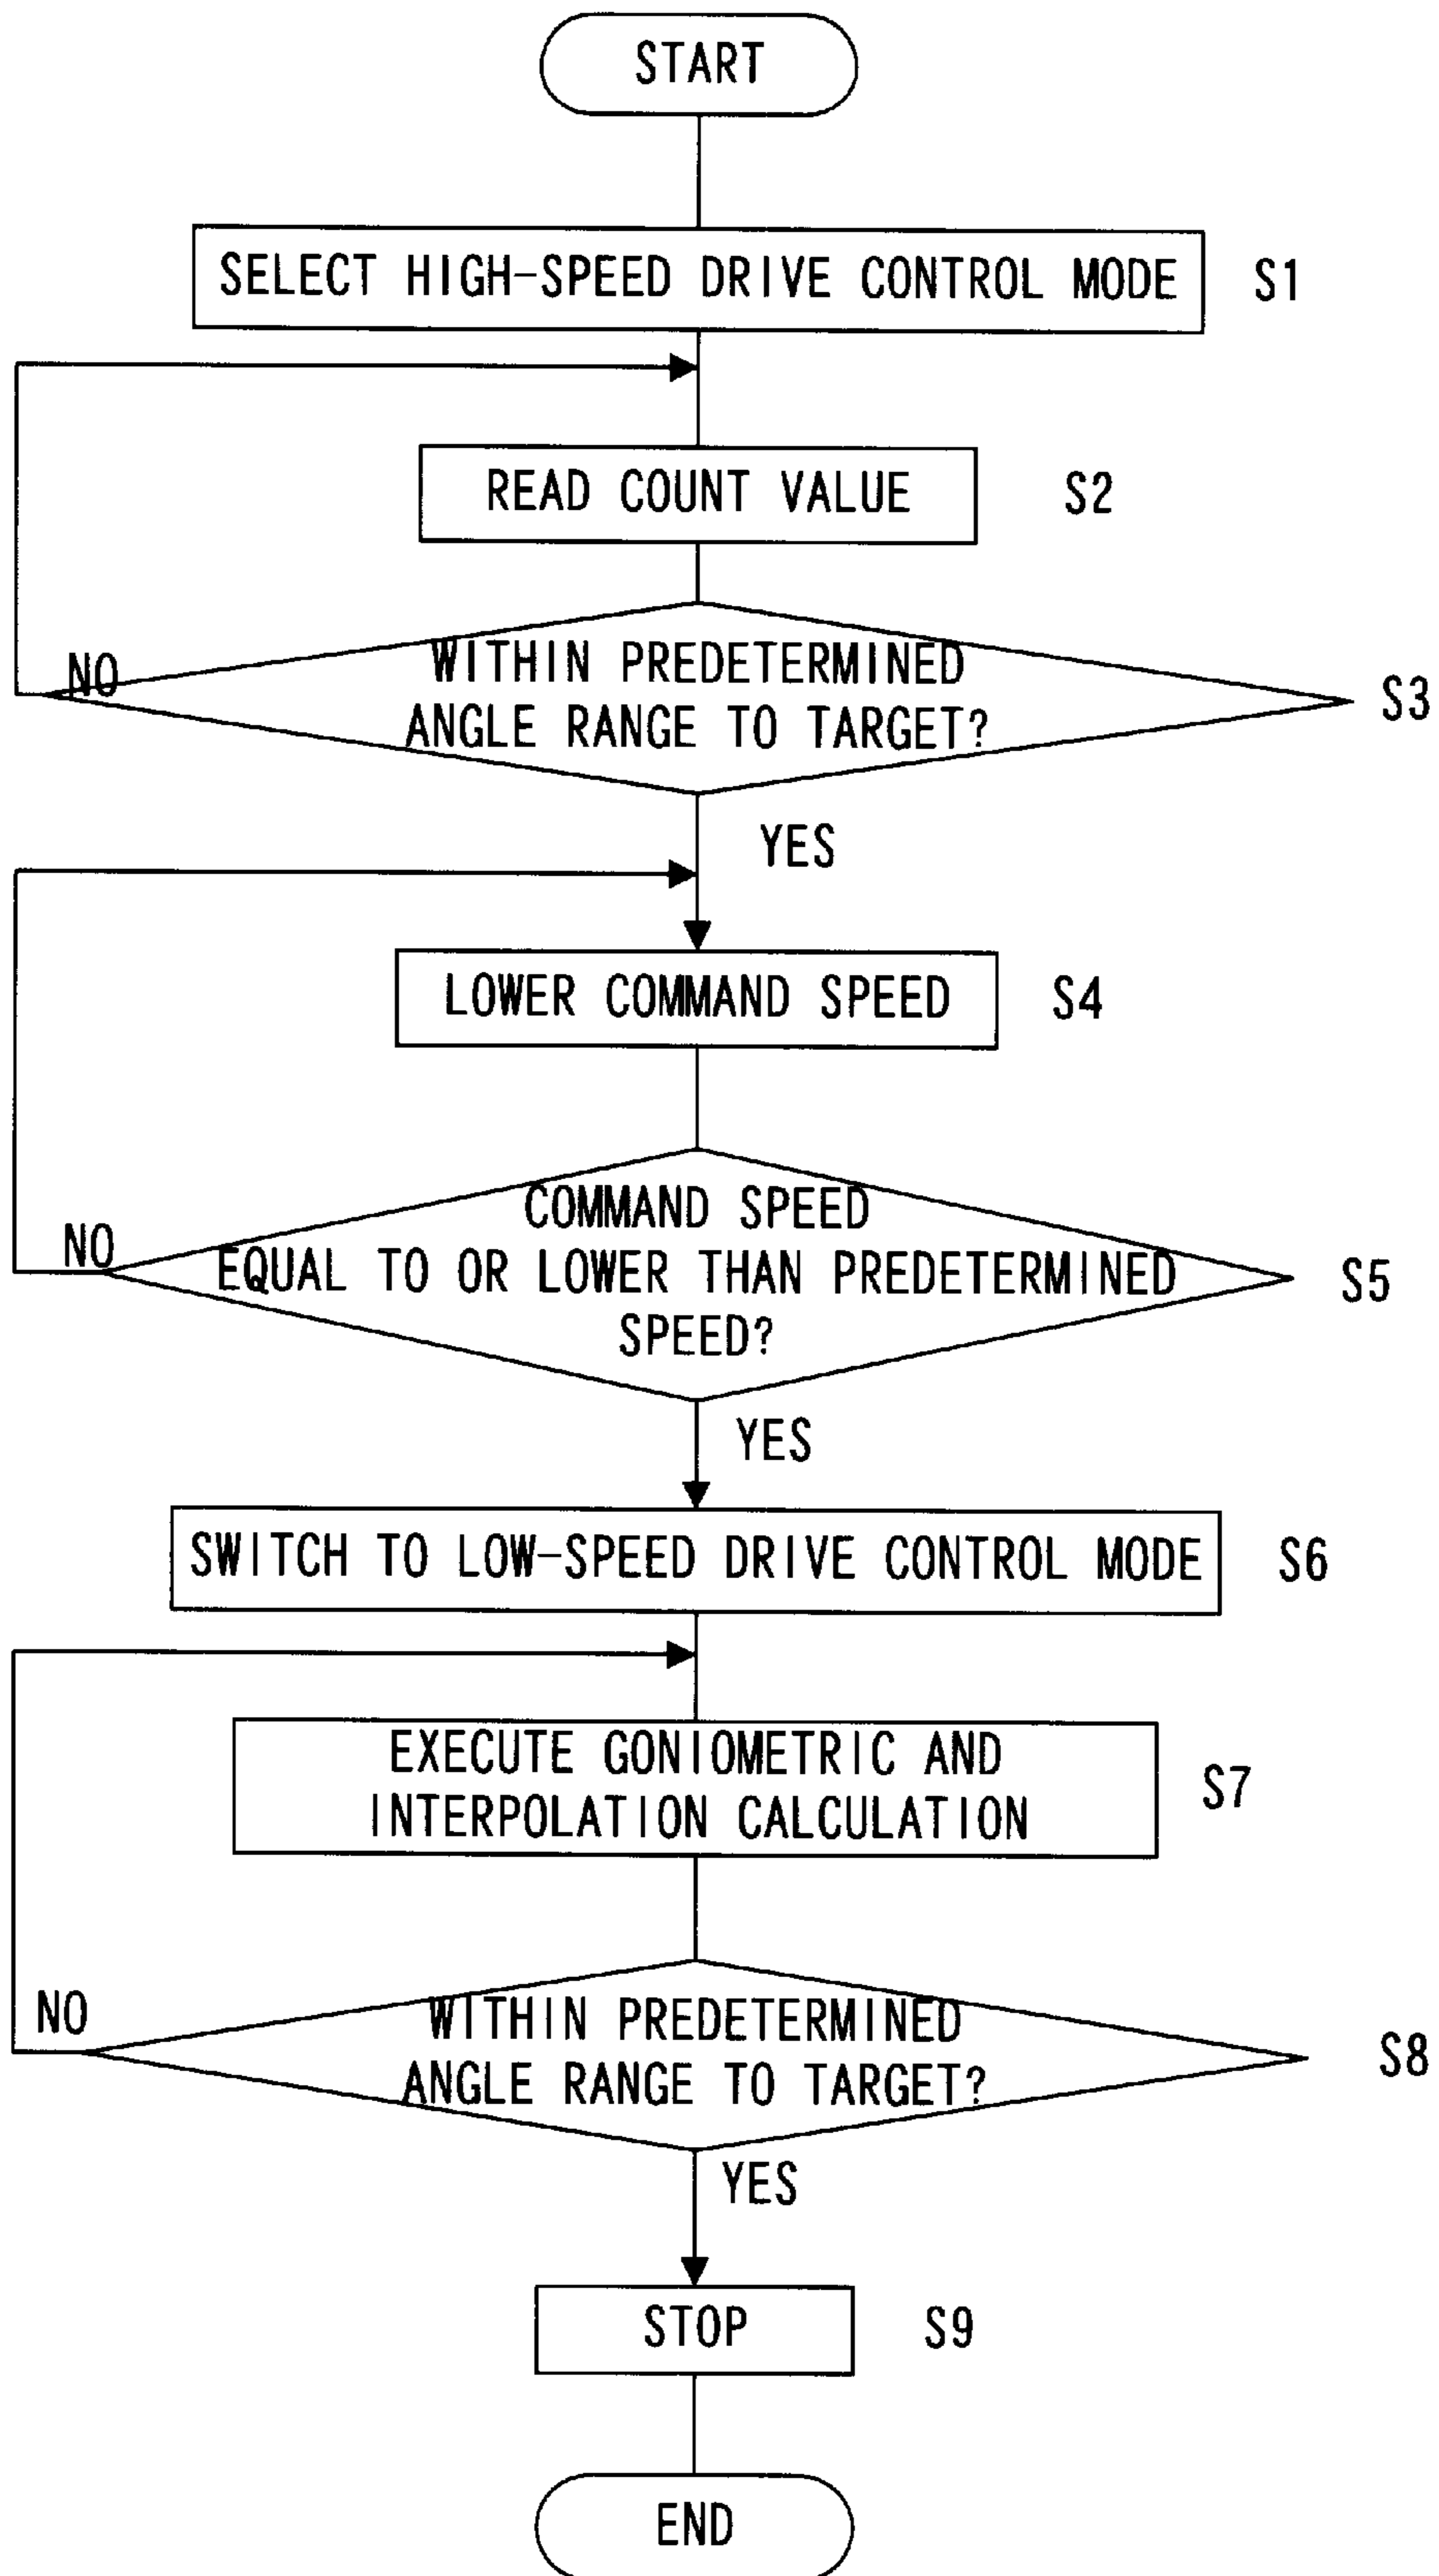 START
SELECT HIGH-SPEED DRIVE CONTROL MODE S1
READ COUNT VALUE S2
NO
WITHIN PREDETERMINED
ANGLE RANGE TO TARGET?
S3
YES
LOWER COMMAND SPEED S4
COMMAND SPEED
NO
EQUAL TO OR LOWER THAN PREDETERMINED
SPEED?
S5
YES
SWITCH TO LOW-SPEED DRIVE CONTROL MODE S6
EXECUTE GONIOMETRIC AND
INTERPOLATION CALCULATION
S7
NO
WITHIN PREDETERMINED
ANGLE RANGE TO TARGET?
S8
YES
STOP S9
END